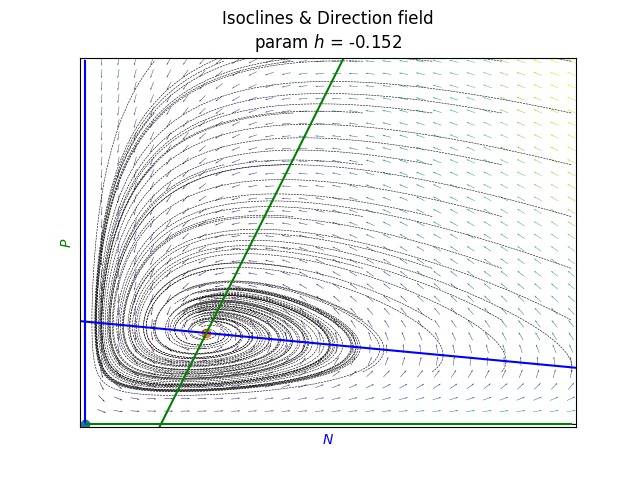 Isoclines & Direction field
param h = -0.152
P
N